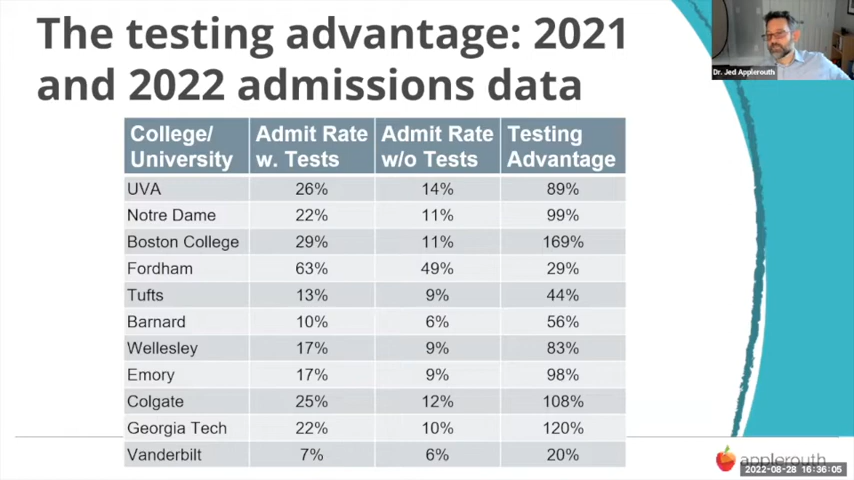 The testing advantage: 2021
and 2022 admissions data
Dr. Jed Applerouth
College/ University Admit Rate w. Tests Admit Rate w/o Tests Testing Advantage
UVA 26% 14% 89%
Notre Dame 22% 11% 99%
Boston College 29% 11% 169%
Fordham 63% 49% 29%
Tufts 13% 9% 44%
Barnard 10% 6% 56%
Wellesley 17% 9% 83%
Emory 17% 9% 98%
Colgate 25% 12% 108%
Georgia Tech 22% 10% 120%
Vanderbilt 7% 6% 20%
applerouth
2022-08-28 16:36:05